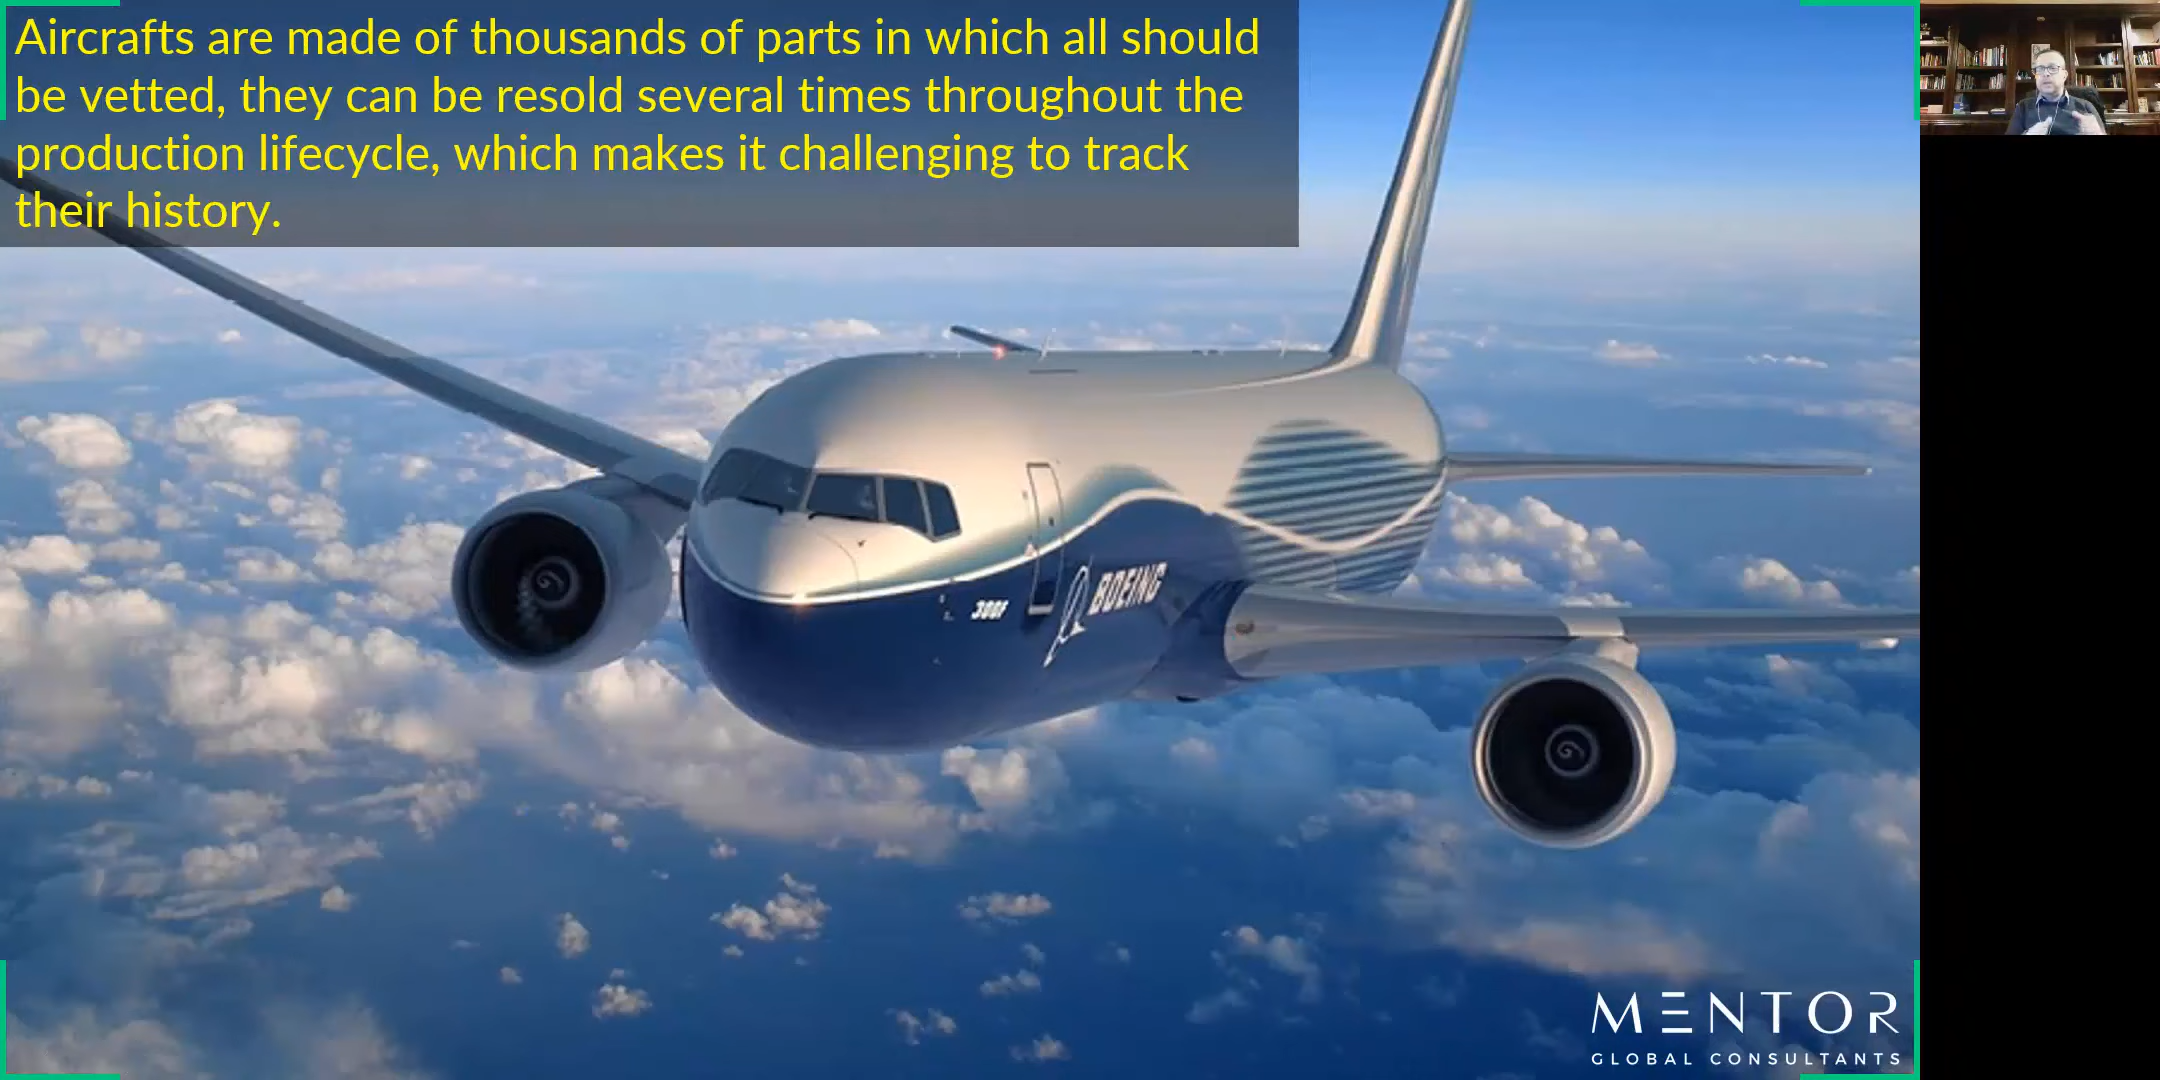 Aircrafts are made of thousands of parts in which all should
be vetted, they can be resold several times throughout the
production lifecycle, which makes it challenging to track
their history.
BOEING
300F
MENTOR
GLOBAL CONSULTANTS